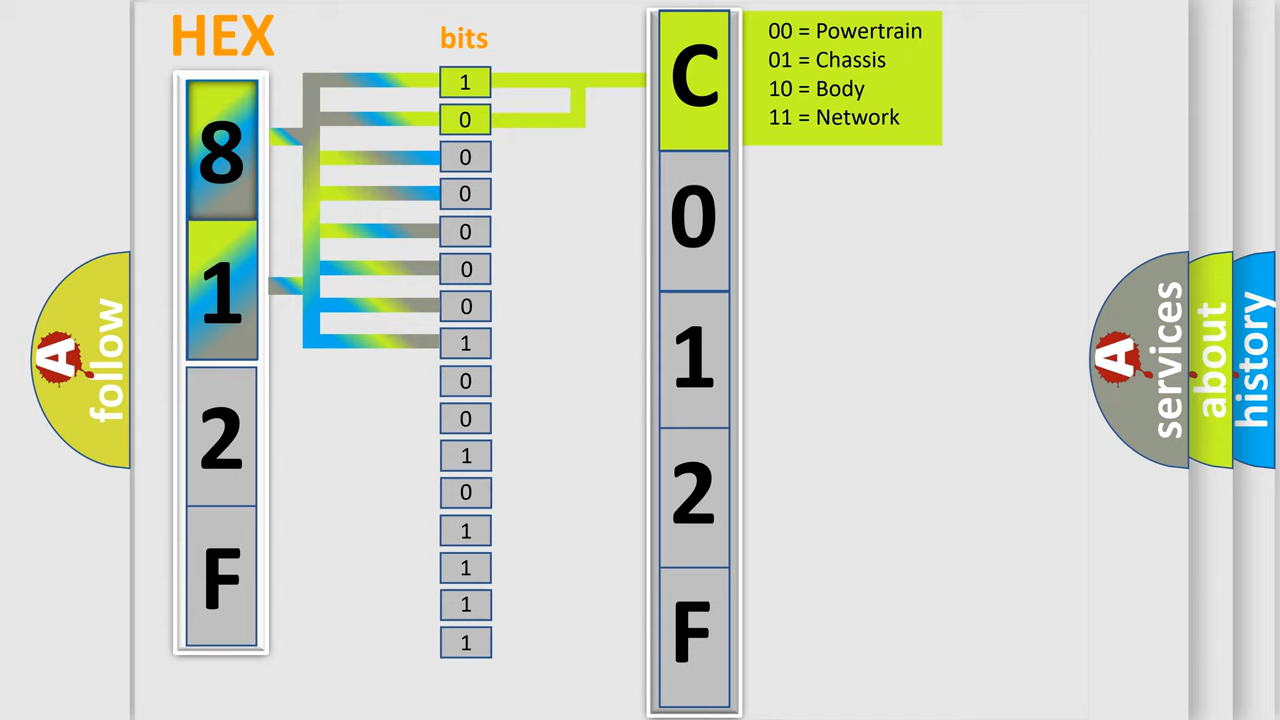 HEX
bits
8
1
2
F
1
0
0
0
0
0
0
1
0
0
1
0
1
1
1
1
C
0
1
2
F
00 = Powertrain
01 = Chassis
10 = Body
11 = Network
A
follow
A
services
about
history